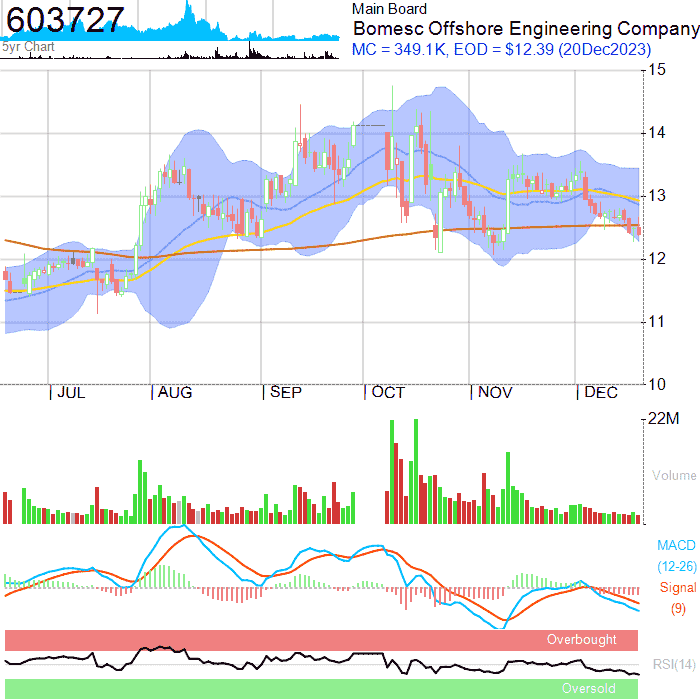 603727
5yr Chart
Main Board
Bomesc Offshore Engineering Company
MC = 349.1K, EOD = $12.39 (20Dec2023)
15
14
13
12
11
10
JUL
AUG
SEP
OCT
NOV
DEC
22M
Volume
MACD
(12-26)
Signal
(9)
Overbought
RSI(14)
Oversold